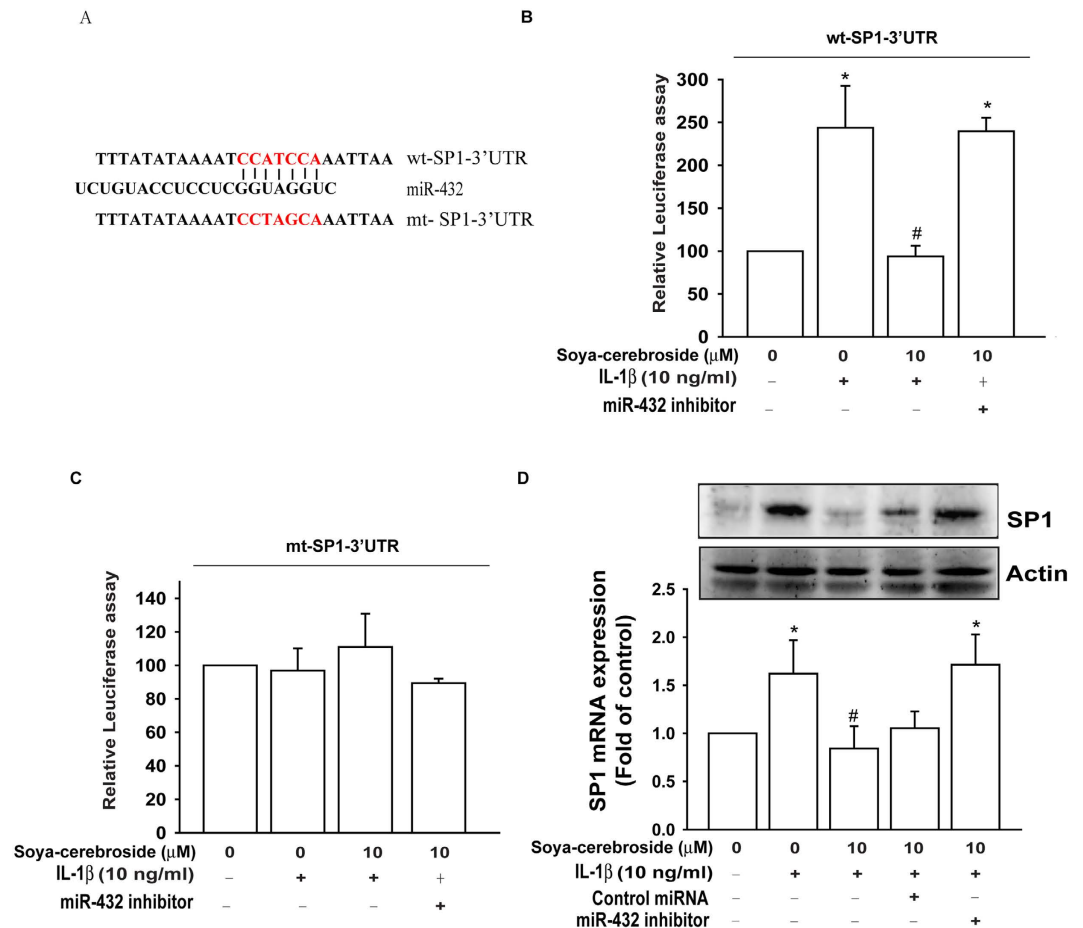 A
TTTATATAAAATCCATCCAAATTAA wt-SP1-3'UTR
UCUGUACCUCCUCGGUAGGUC miR-432
TTTATATAAAATCCTAGCAAATTAA mt- SP1-3'UTR
B
wt-SP1-3'UTR
Relative Leuciferase assay
300
250
200
150
100
50
0
*
#
*
Soya-cerebroside (μM) 0 0 10 10
IL-1β (10 ng/ml) – + + +
miR-432 inhibitor – – – +
C
mt-SP1-3'UTR
Relative Leuciferase assay
140
120
100
80
60
40
20
0
Soya-cerebroside (μM) 0 0 10 10
IL-1β (10 ng/ml) – + + +
miR-432 inhibitor – – – +
D
SP1
Actin
SP1 mRNA expression
(Fold of control)
2.5
2.0
1.5
1.0
0.5
0.0
*
#
*
Soya-cerebroside (μM) 0 0 10 10 10
IL-1β (10 ng/ml) – + + + +
Control miRNA – – – + –
miR-432 inhibitor – – – – +